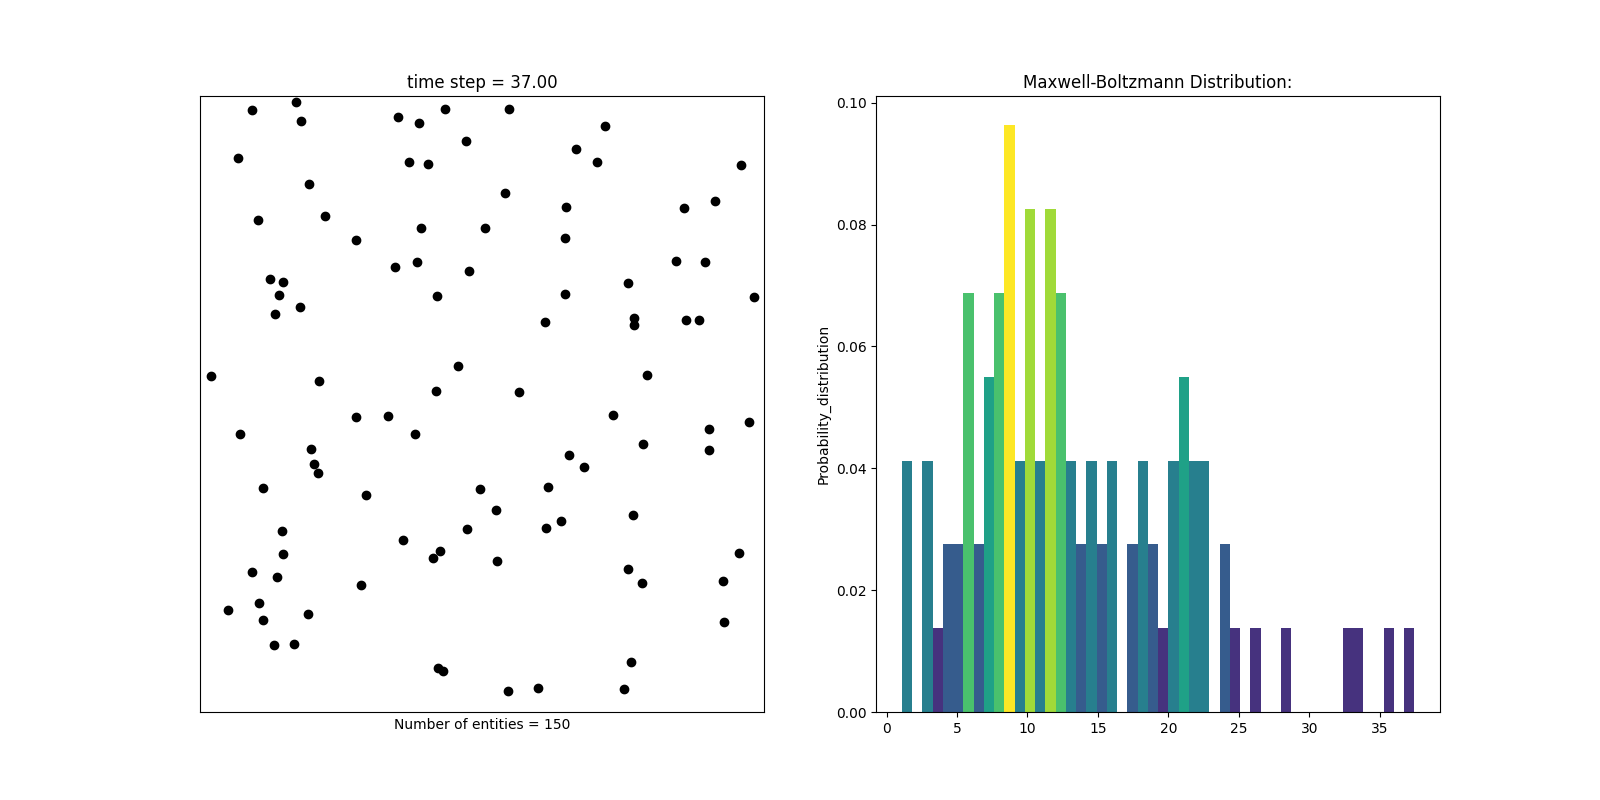 time step = 37.00
Number of entities = 150
Maxwell-Boltzmann Distribution:
Probability_distribution
0.10
0.08
0.06
0.04
0.02
0.00
0 5 10 15 20 25 30 35